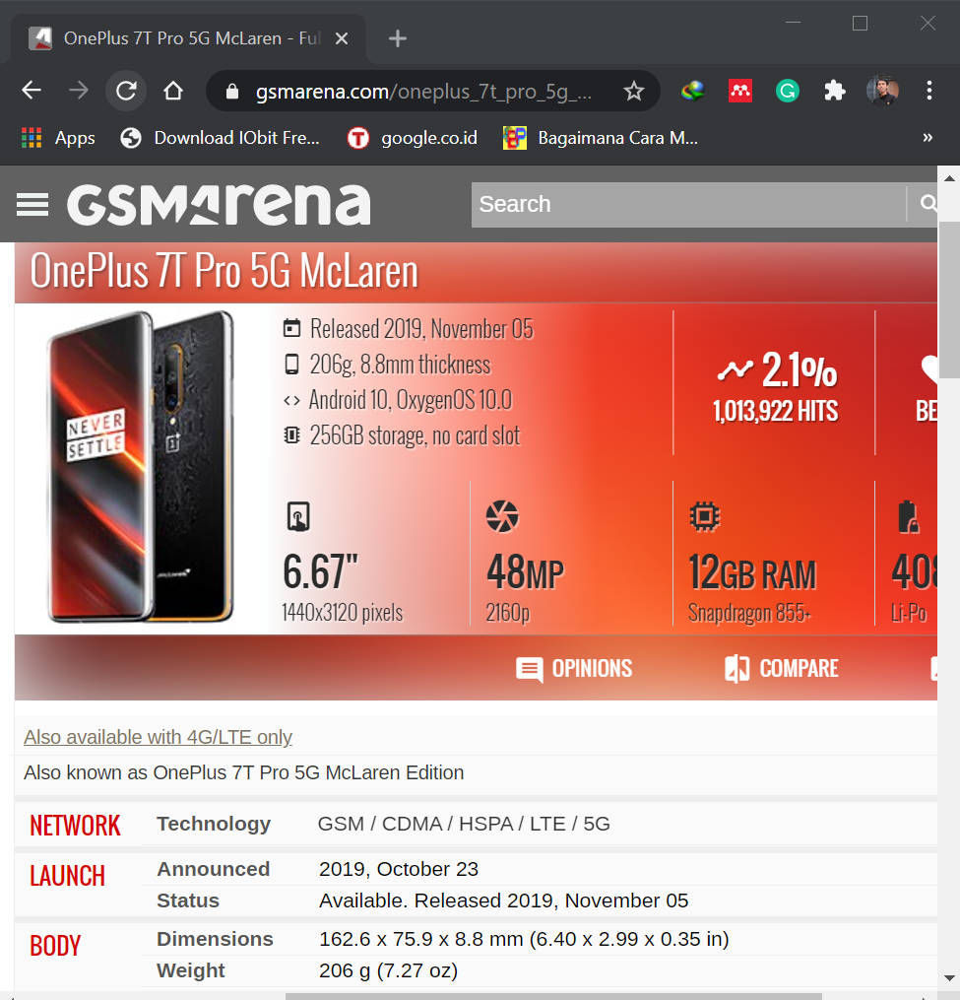 OnePlus 7T Pro 5G McLaren - Ful
gsmarena.com/oneplus_7t_pro_5g_...
Apps
Download IObit Fre...
google.co.id
Bagaimana Cara M...
»
GSMArena
Search
OnePlus 7T Pro 5G McLaren
NEVER
SETTLE
Released 2019, November 05
206g, 8.8mm thickness
Android 10, OxygenOS 10.0
256GB storage, no card slot
2.1%
1,013,922 HITS
BE
6.67"
1440x3120 pixels
48MP
2160p
12GB RAM
Snapdragon 855+
408
Li-Po
OPINIONS
COMPARE
Also available with 4G/LTE only
Also known as OnePlus 7T Pro 5G McLaren Edition
NETWORK Technology GSM / CDMA / HSPA / LTE / 5G
LAUNCH Announced 2019, October 23
Status Available. Released 2019, November 05
BODY Dimensions 162.6 x 75.9 x 8.8 mm (6.40 x 2.99 x 0.35 in)
Weight 206 g (7.27 oz)